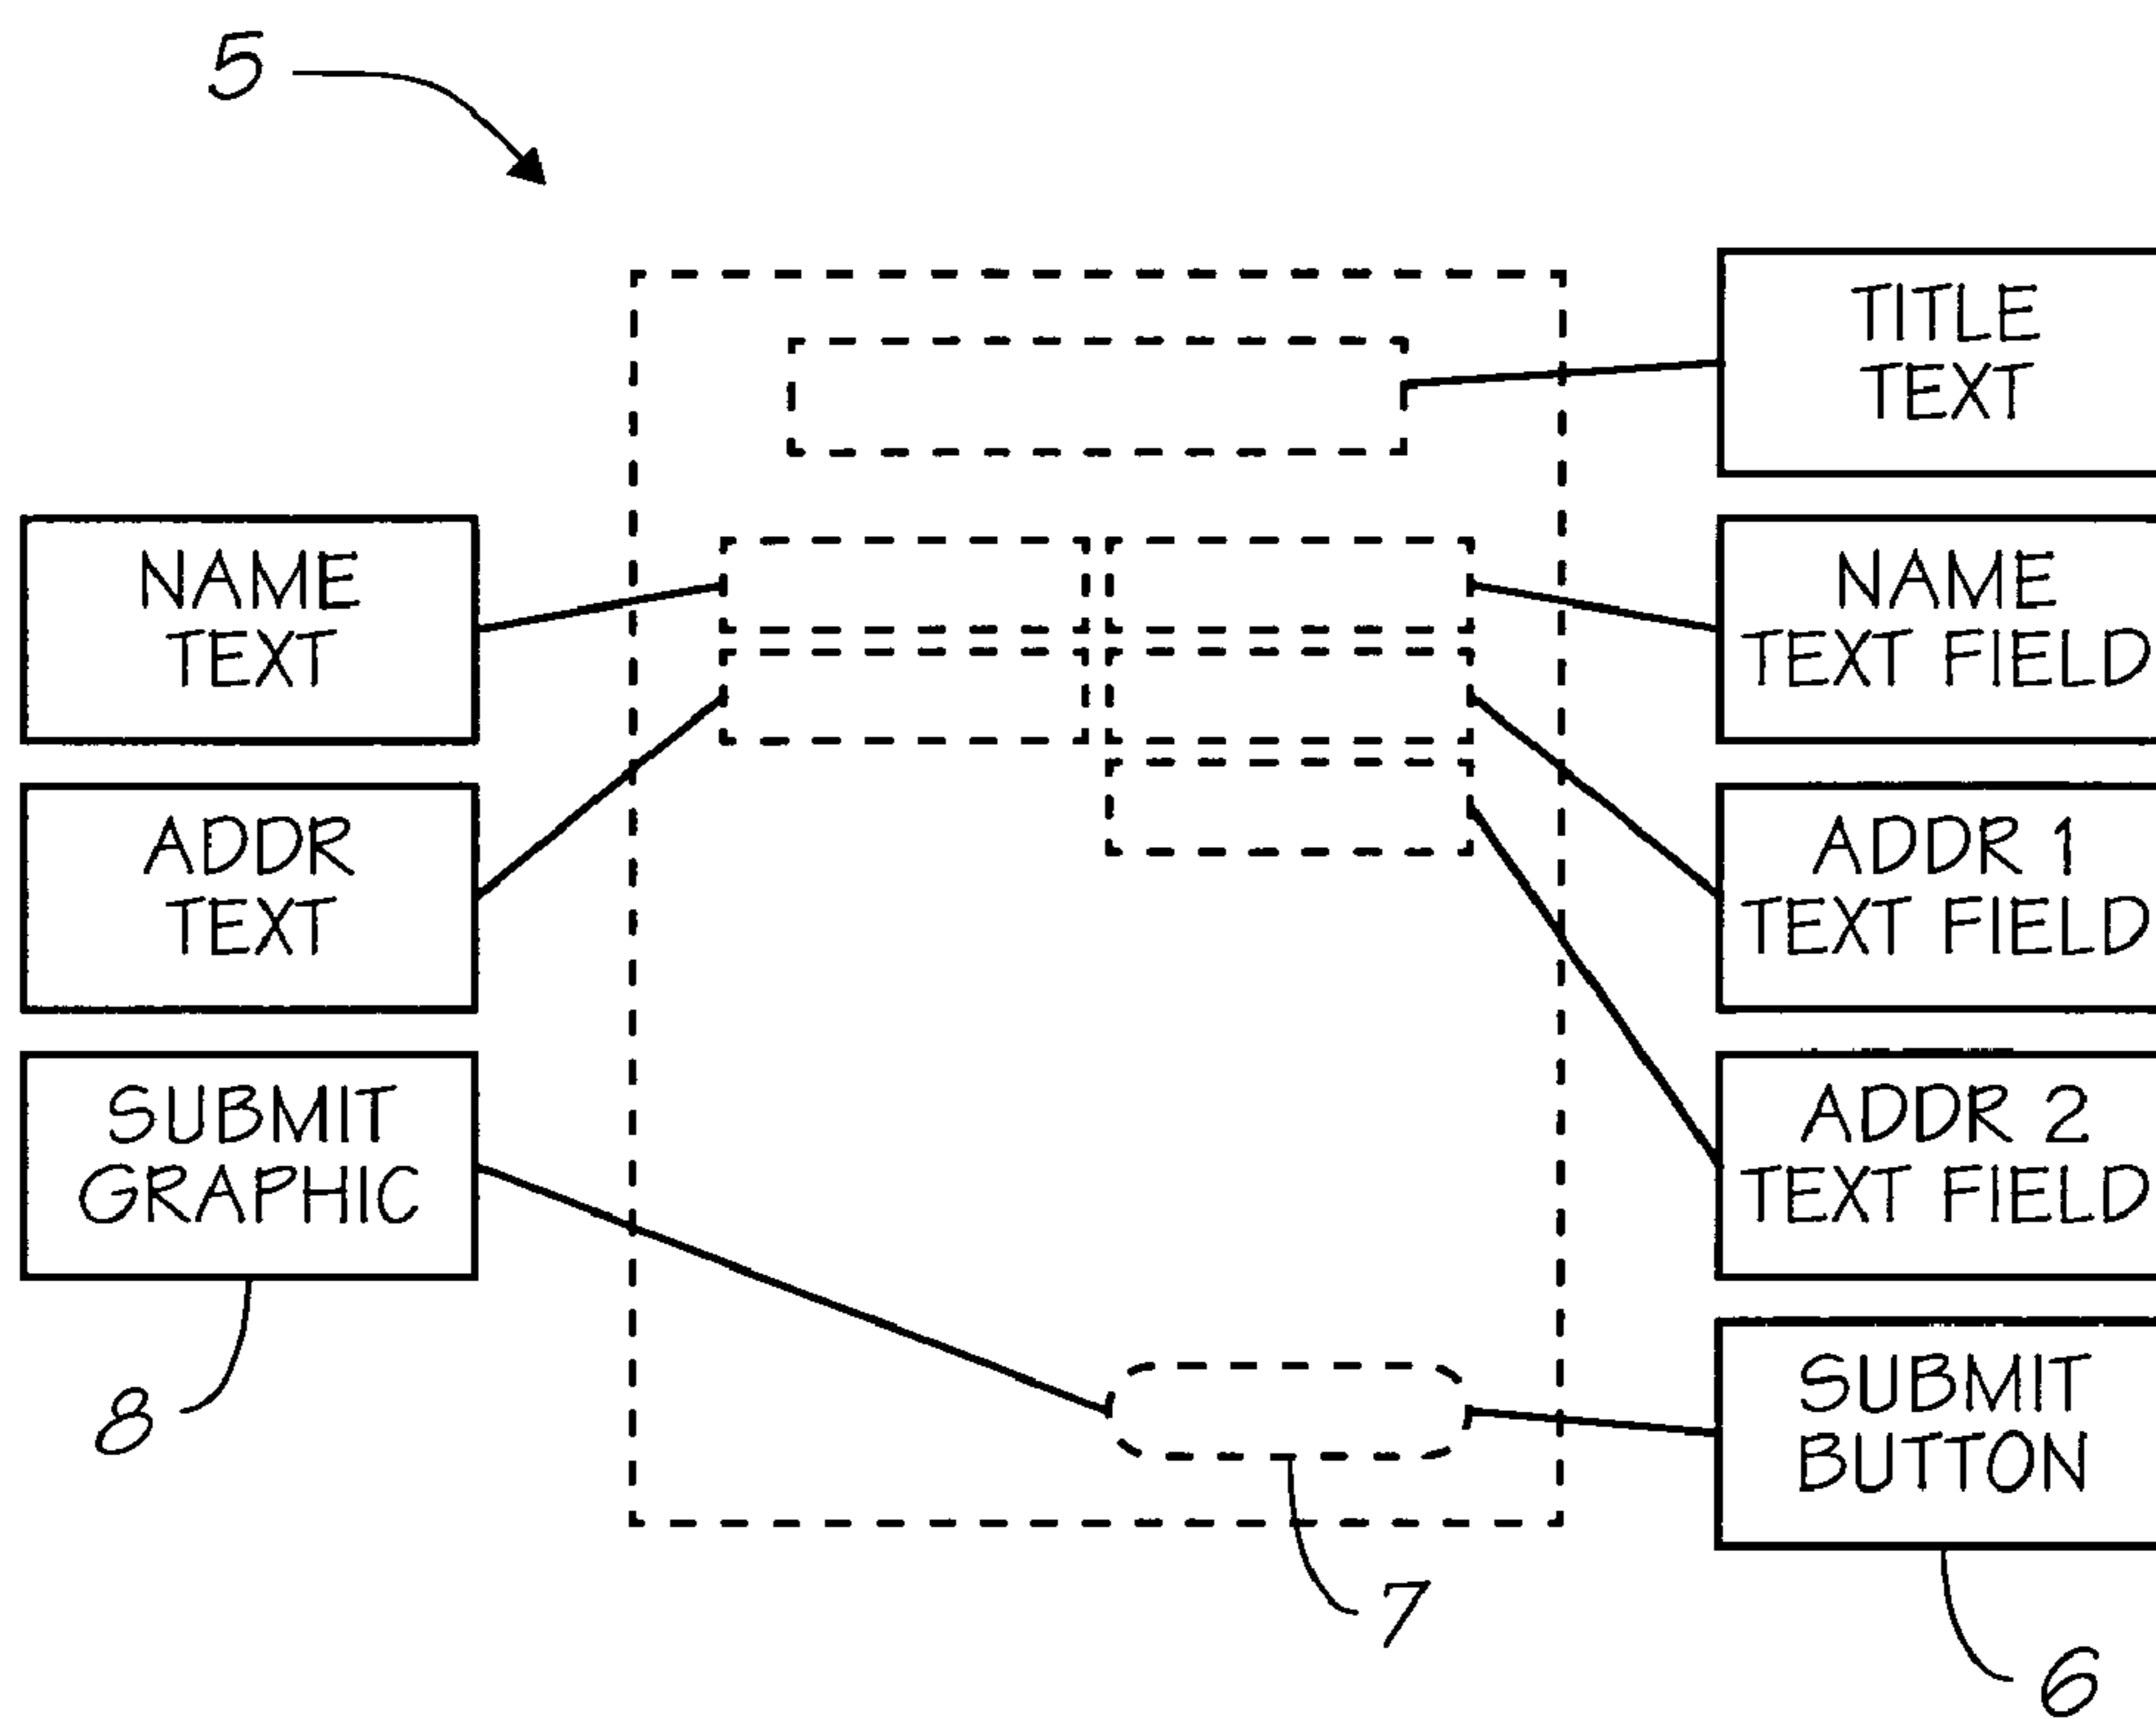 5
TITLE
TEXT
NAME
TEXT
NAME
TEXT FIELD
ADDR
TEXT
ADDR 1
TEXT FIELD
SUBMIT
GRAPHIC
ADDR 2
TEXT FIELD
SUBMIT
BUTTON
8
7
6